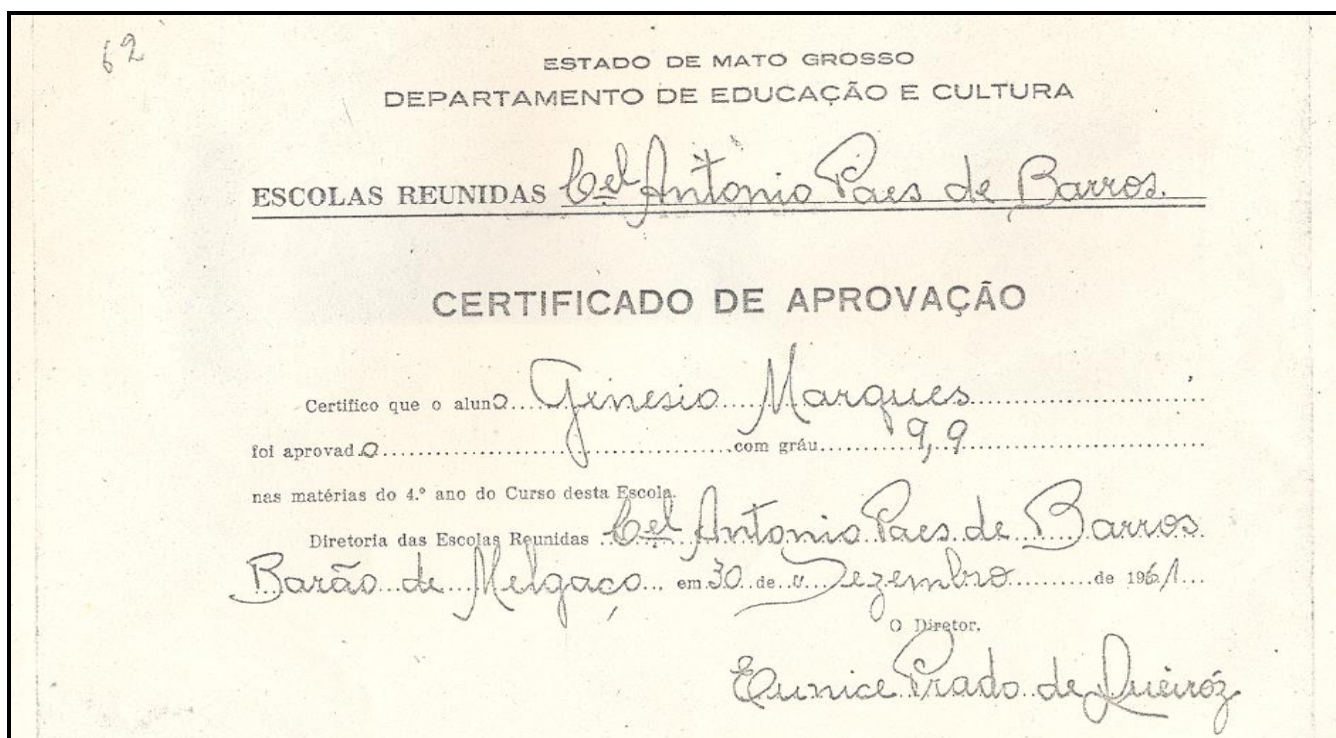 62
ESTADO DE MATO GROSSO
DEPARTAMENTO DE EDUCAÇÃO E CULTURA
ESCOLAS REUNIDAS Cel Antônio Paes de Barros.
CERTIFICADO DE APROVAÇÃO
Certifico que o aluno Ginesio Marques
foi aprovado com gráu 9,9
nas matérias do 4.º ano do Curso desta Escola.
Diretoria das Escolas Reunidas Cel Antonio Paes de Barros
Barão de Melgaço em 30 de Dezembro de 1961
O Diretor.
Eunice Prado de Queiróz